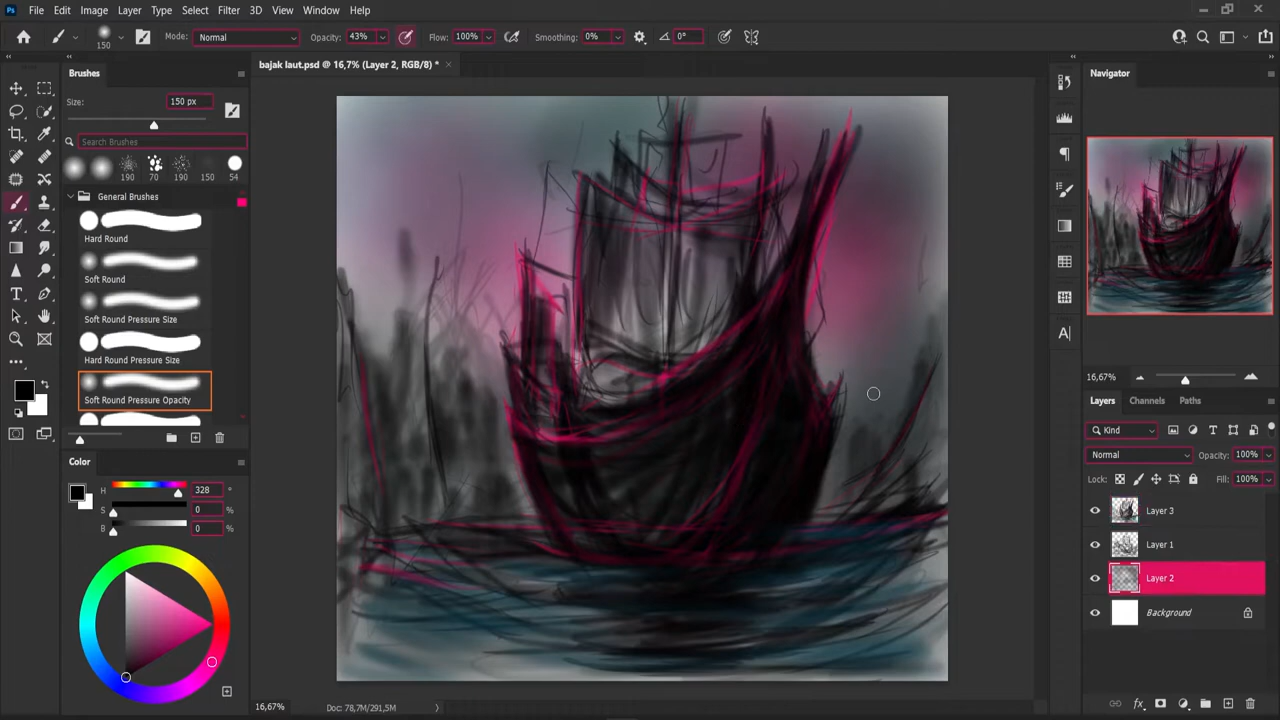 Ps File Edit Image Layer Type Select Filter 3D View Window Help
150 Mode: Normal Opacity: 43% Flow: 100% Smoothing: 0% 0°
Brushes
bajak laut.psd @ 16,7% (Layer 2, RGB/8) * ×
Size: 150 px
Search Brushes
190 70 190 150 54
General Brushes
Hard Round
Soft Round
Soft Round Pressure Size
Hard Round Pressure Size
Soft Round Pressure Opacity
Color
H 328 °
S 0 %
B 0 %
16,67% Doc: 78,7M/291,5M
Navigator
16,67%
Layers Channels Paths
Kind
Normal Opacity: 100%
Lock: Fill: 100%
Layer 3
Layer 1
Layer 2
Background